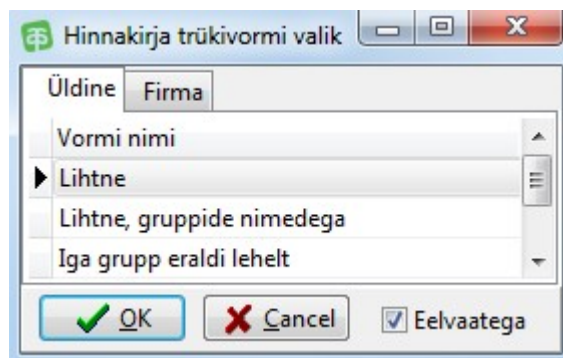 Hinnakirja trükivormi valik
Üldine Firma
Vormi nimi
Lihtne
Lihtne, gruppide nimedega
Iga grupp eraldi lehelt
OK Cancel Eelvaatega